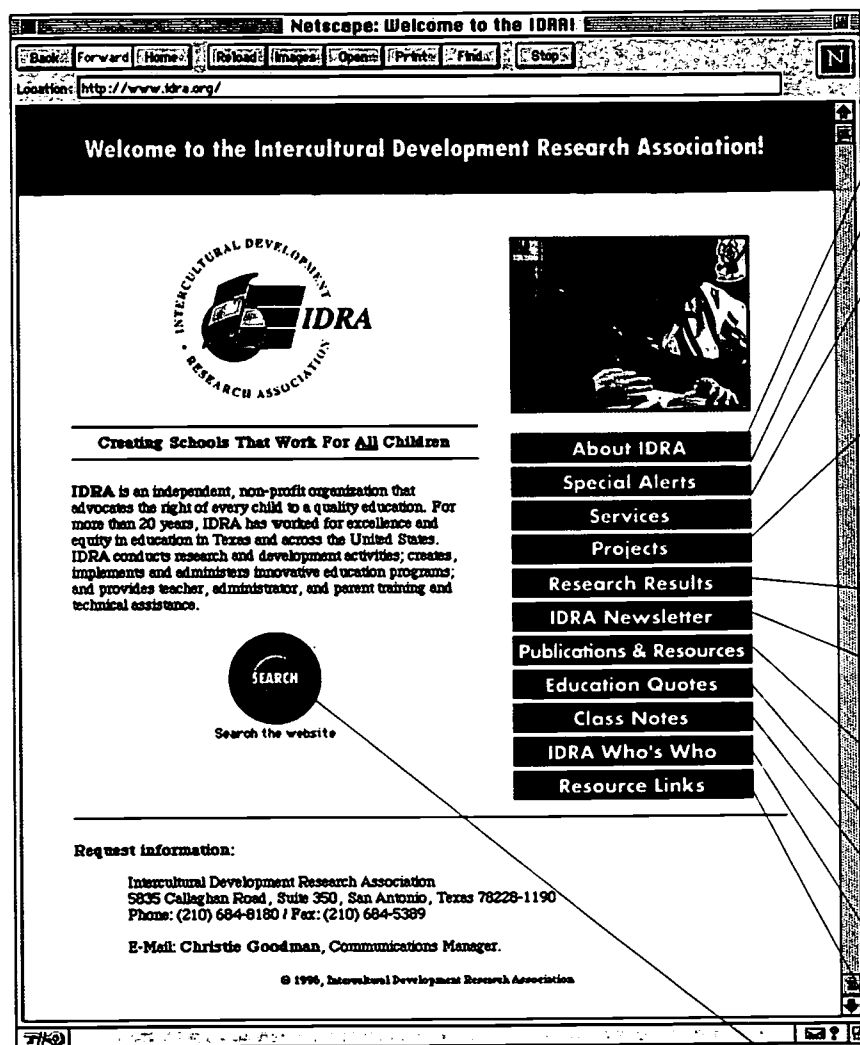 Netscape: Welcome to the IDRA!
Back Forward Home Reload Images Open Print Find Stop
N
Location: http://www.idra.org/
Welcome to the Intercultural Development Research Association!
INTERCULTURAL DEVELOPMENT
RESEARCH ASSOCIATION
IDRA
Creating Schools That Work For All Children
IDRA is an independent, non-profit organization that
advocates the right of every child to a quality education. For
more than 20 years, IDRA has worked for excellence and
equity in education in Texas and across the United States.
IDRA conducts research and development activities; creates,
implements and administers innovative education programs;
and provides teacher, administrator, and parent training and
technical assistance.
SEARCH
Search the website
About IDRA
Special Alerts
Services
Projects
Research Results
IDRA Newsletter
Publications & Resources
Education Quotes
Class Notes
IDRA Who's Who
Resource Links
Request information:
Intercultural Development Research Association
5835 Callaghan Road, Suite 350, San Antonio, Texas 78228-1190
Phone: (210) 684-8180 / Fax: (210) 684-5389
E-Mail: Christie Goodman, Communications Manager.
© 1996, Intercultural Development Research Association